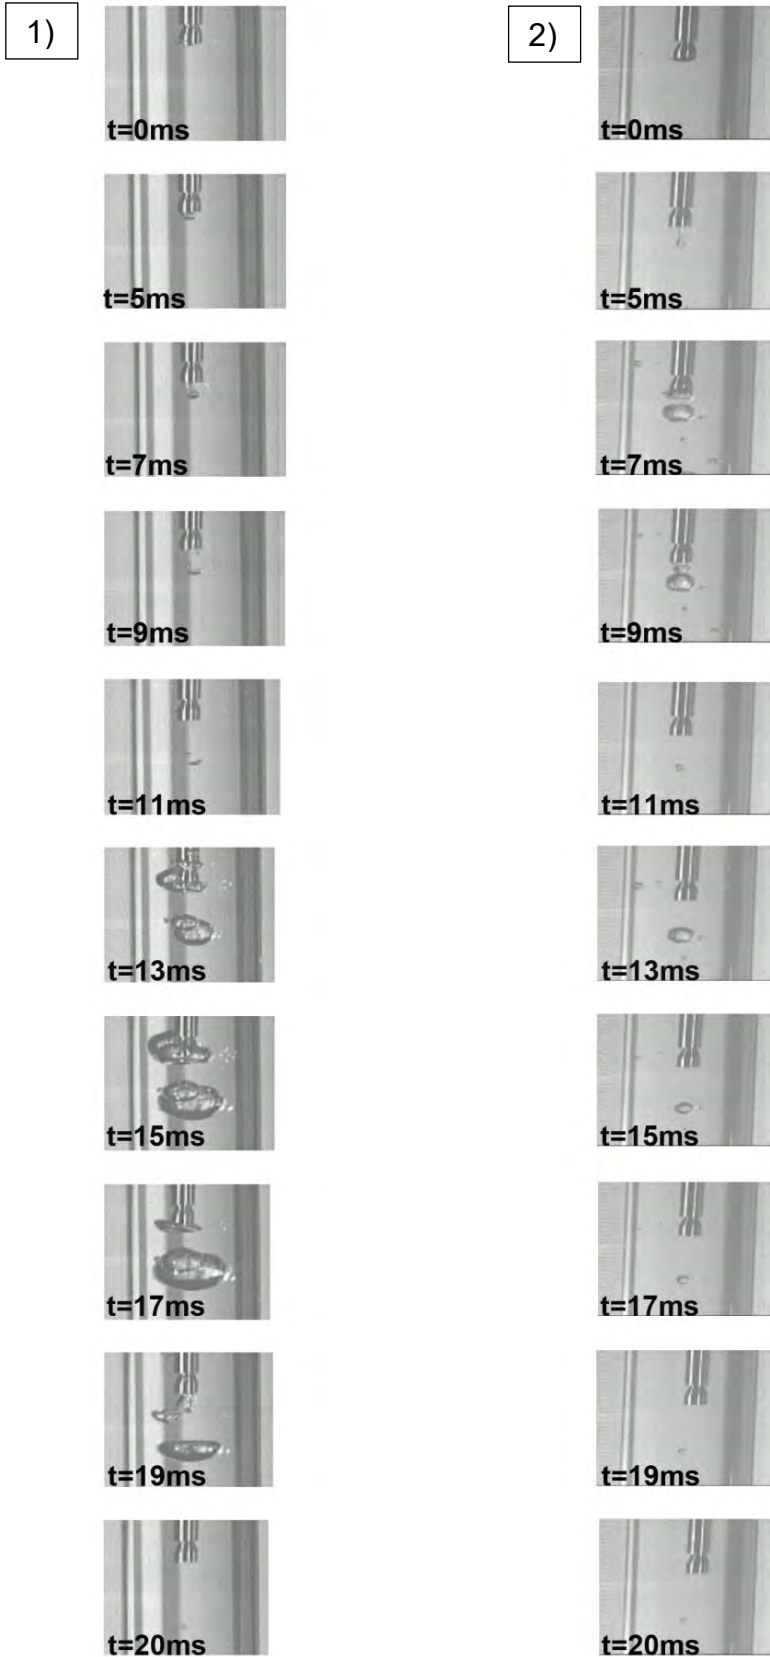 1)
t=0ms
t=5ms
t=7ms
t=9ms
t=11ms
t=13ms
t=15ms
t=17ms
t=19ms
t=20ms
2)
t=0ms
t=5ms
t=7ms
t=9ms
t=11ms
t=13ms
t=15ms
t=17ms
t=19ms
t=20ms